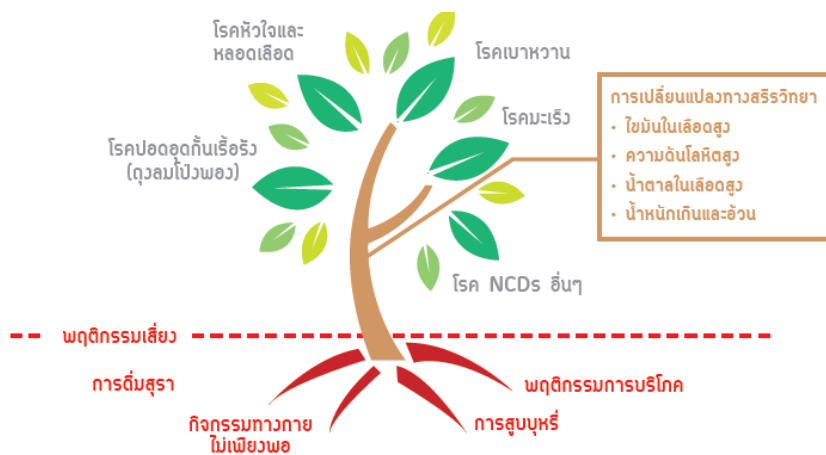 โรคหัวใจและ
หลอดเลือด
โรคเบาหวาน
โรคมะเร็ง
โรคปอดอุดกั้นเรื้อรัง
(ถุงลมโป่งพอง)
การเปลี่ยนแปลงทางสรีรวิทยา
• ไขมันในเลือดสูง
• ความดันโลหิตสูง
• น้ำตาลในเลือดสูง
• น้ำหนักเกินและอ้วน
โรค NCDs อื่นๆ
พฤติกรรมเสี่ยง
การดื่มสุรา
กิจกรรมทางกาย
ไม่เพียงพอ
การสูบบุหรี่
พฤติกรรมการบริโภค